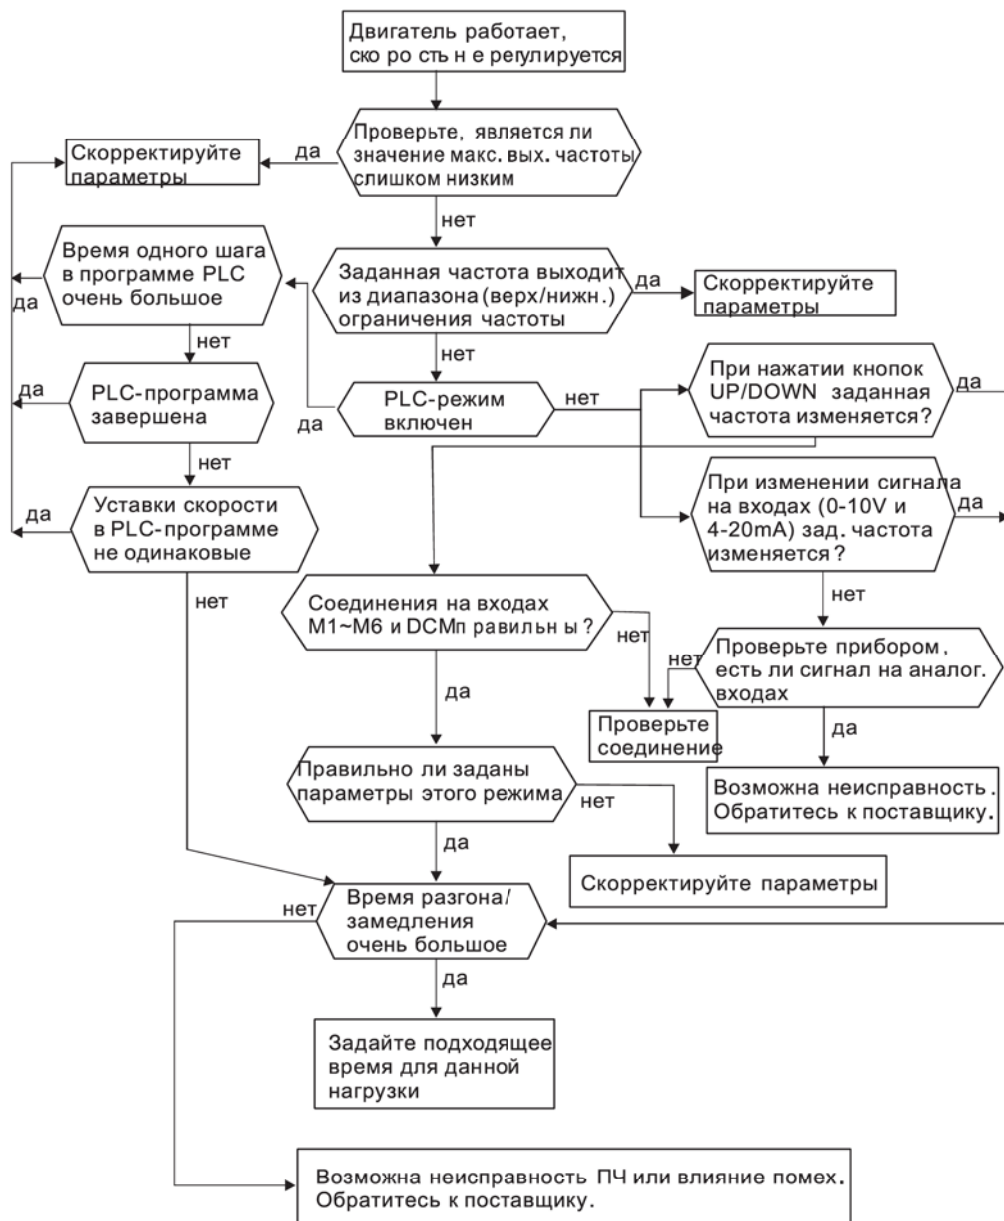 Двигатель работает,
ско ро сть н е регулируется
Проверьте, является ли
значение макс. вых. частоты
слишком низким
да
Скорректируйте
параметры
нет
Время одного шага
в программе PLC
очень большое
Заданная частота выходит
из диапазона (верх/нижн.)
ограничения частоты
да
Скорректируйте
параметры
да
нет
нет
PLC-программа
завершена
да
PLC-режим
включен
да
нет
При нажатии кнопок
UP/DOWN заданная
частота изменяется?
да
нет
Уставки скорости
в PLC-программе
не одинаковые
да
При изменении сигнала
на входах (0-10V и
4-20mA) зад. частота
изменяется?
да
нет
нет
Соединения на входах
M1~M6 и DCMп равильн ы ?
нет
нет
Проверьте прибором,
есть ли сигнал на аналог.
входах
да
Проверьте
соединение
да
Правильно ли заданы
параметры этого режима
нет
Возможна неисправность.
Обратитесь к поставщику.
да
Скорректируйте параметры
нет
Время разгона/
замедления
очень большое
да
Задайте подходящее
время для данной
нагрузки
Возможна неисправность ПЧ или влияние помех.
Обратитесь к поставщику.